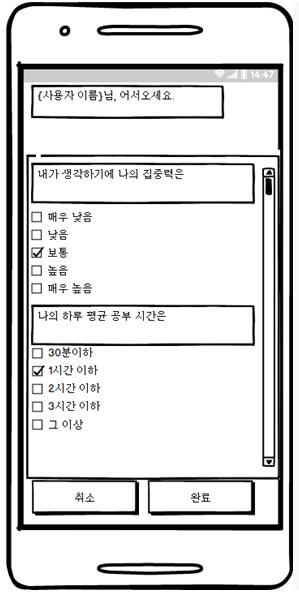 14:47
{사용자 이름}님, 어서오세요.
내가 생각하기에 나의 집중력은
매우 낮음
낮음
보통
높음
매우 높음
나의 하루 평균 공부 시간은
30분이하
1시간 이하
2시간 이하
3시간 이하
그 이상
취소 완료